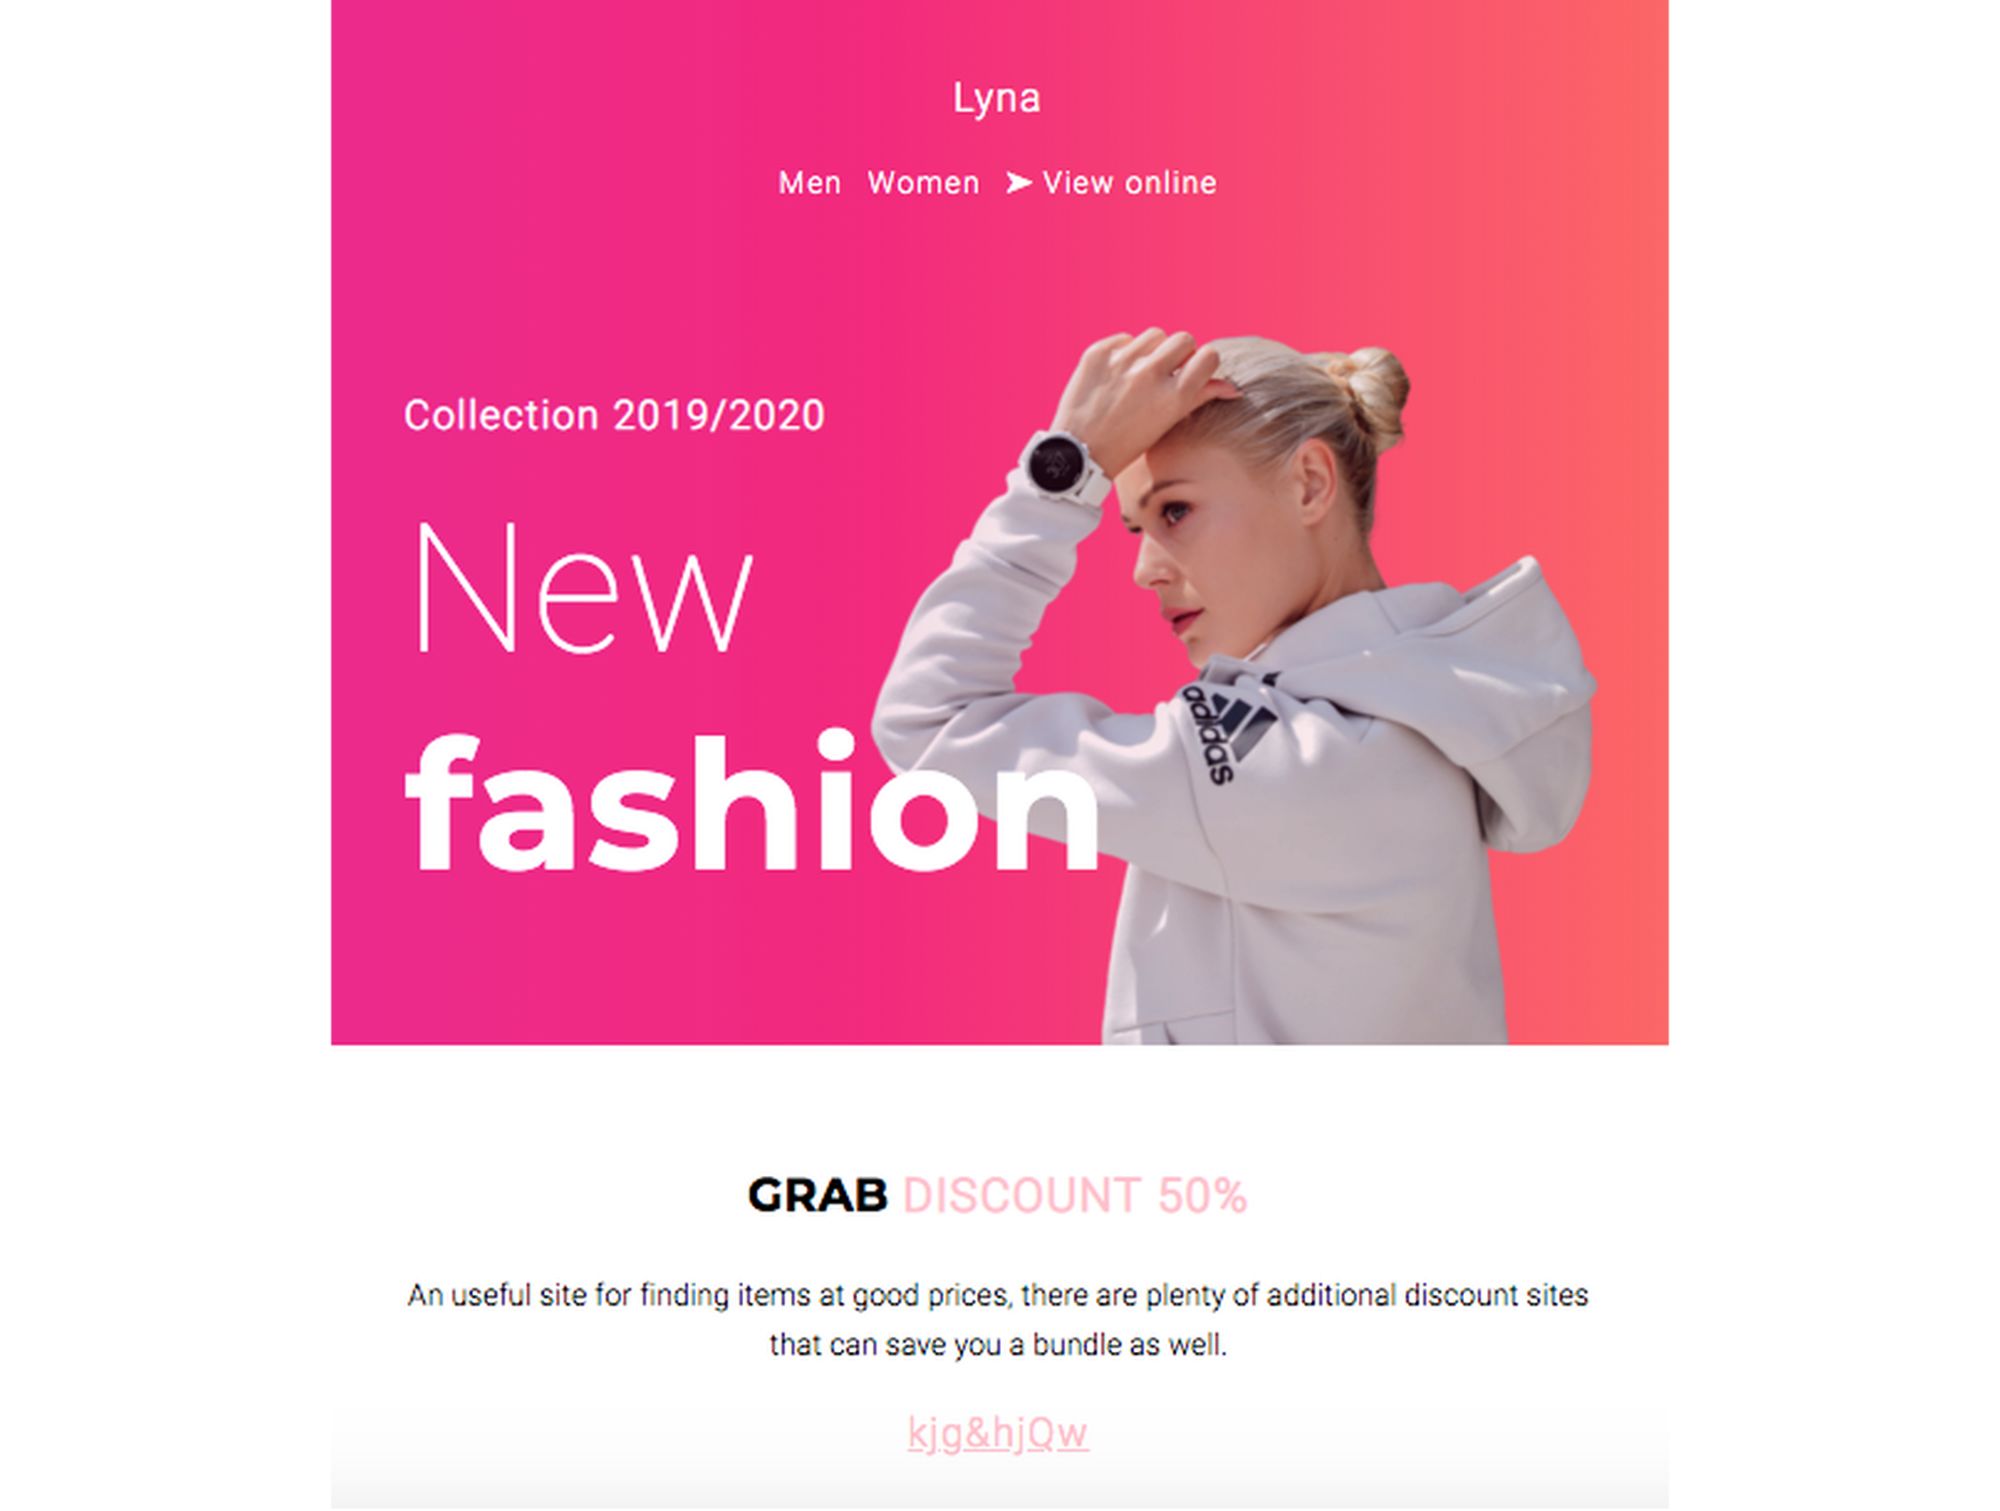 Lyna
Men Women ➤ View online
Collection 2019/2020
New
fashion
adidas
GRAB DISCOUNT 50%
An useful site for finding items at good prices, there are plenty of additional discount sites
that can save you a bundle as well.
kjg&hjQw